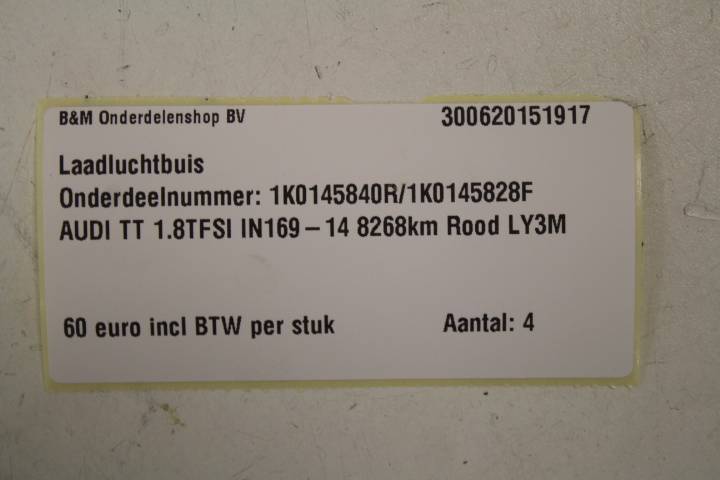 B&M Onderdelenshop BV 300620151917
Laadluchtbuis
Onderdeelnummer: 1K0145840R/1K0145828F
AUDI TT 1.8TFSI IN169–14 8268km Rood LY3M
60 euro incl BTW per stuk Aantal: 4